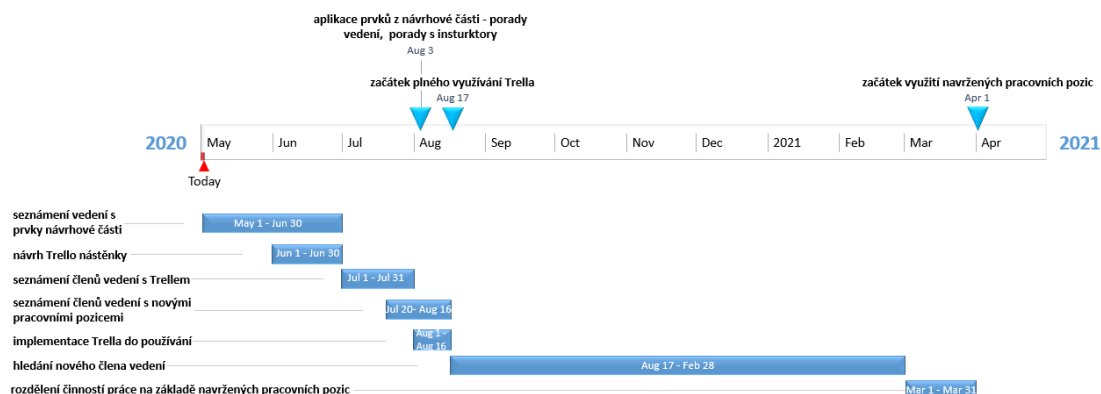 aplikace prvků z návrhové části - porady
vedení,  porady s insturktory
Aug 3
začátek plného využívání Trella
Aug 17
začátek využití navržených pracovních pozic
Apr 1
2020
May
Jun
Jul
Aug
Sep
Oct
Nov
Dec
2021
Feb
Mar
Apr
2021
Today
seznámení vedení s
prvky návrhové části
May 1 - Jun 30
návrh Trello nástěnky
Jun 1 - Jun 30
seznámení členů vedení s Trellem
Jul 1 - Jul 31
seznámení členů vedení s novými
pracovními pozicemi
Jul 20- Aug 16
implementace Trella do používání
Aug 1 -
Aug 16
hledání nového člena vedení
Aug 17 - Feb 28
rozdělení činností práce na základě navržených pracovních pozic
Mar 1 - Mar 31